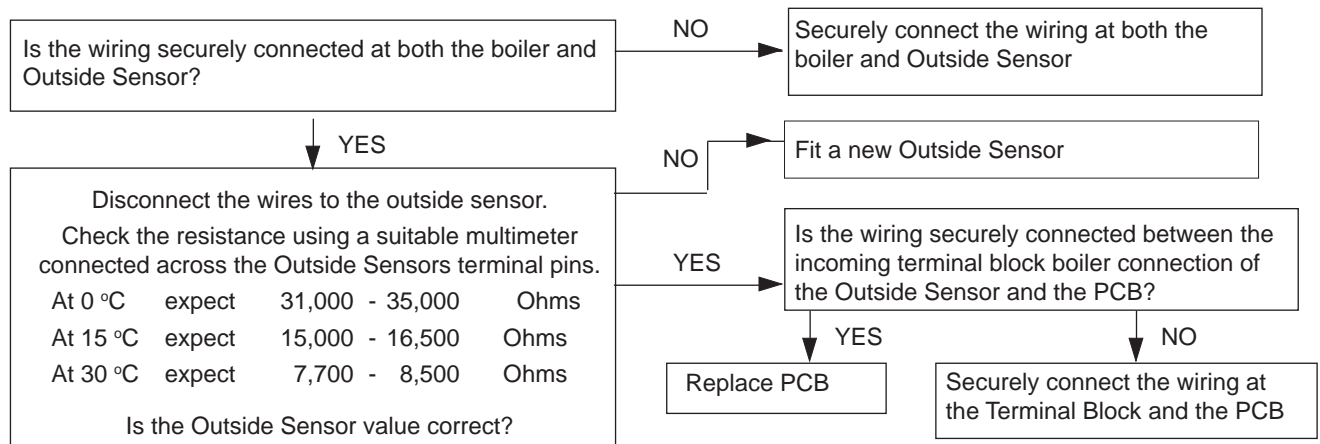 Is the wiring securely connected at both the boiler and
Outside Sensor?
NO
Securely connect the wiring at both the
boiler and Outside Sensor
YES
Disconnect the wires to the outside sensor.
Check the resistance using a suitable multimeter
connected across the Outside Sensors terminal pins.
At 0 °C expect 31,000 - 35,000 Ohms
At 15 °C expect 15,000 - 16,500 Ohms
At 30 °C expect 7,700 - 8,500 Ohms
Is the Outside Sensor value correct?
NO
Fit a new Outside Sensor
YES
Is the wiring securely connected between the
incoming terminal block boiler connection of
the Outside Sensor and the PCB?
YES
Replace PCB
NO
Securely connect the wiring at
the Terminal Block and the PCB